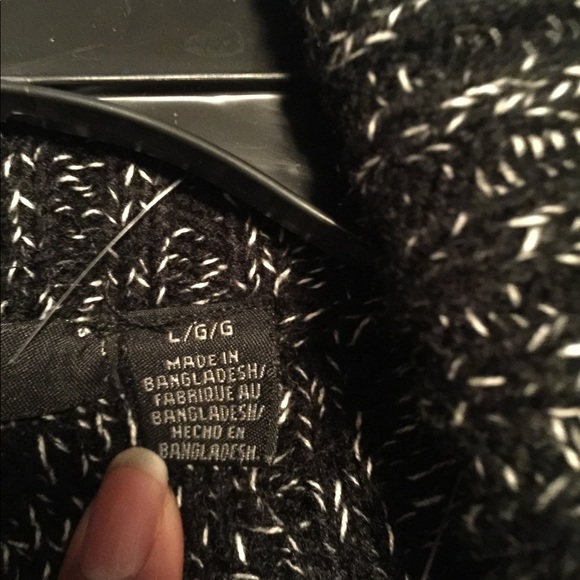 L/G/G
MADE IN
BANGLADESH/
FABRIQUE AU
BANGLADESH/
HECHO EN
BANGLADESH